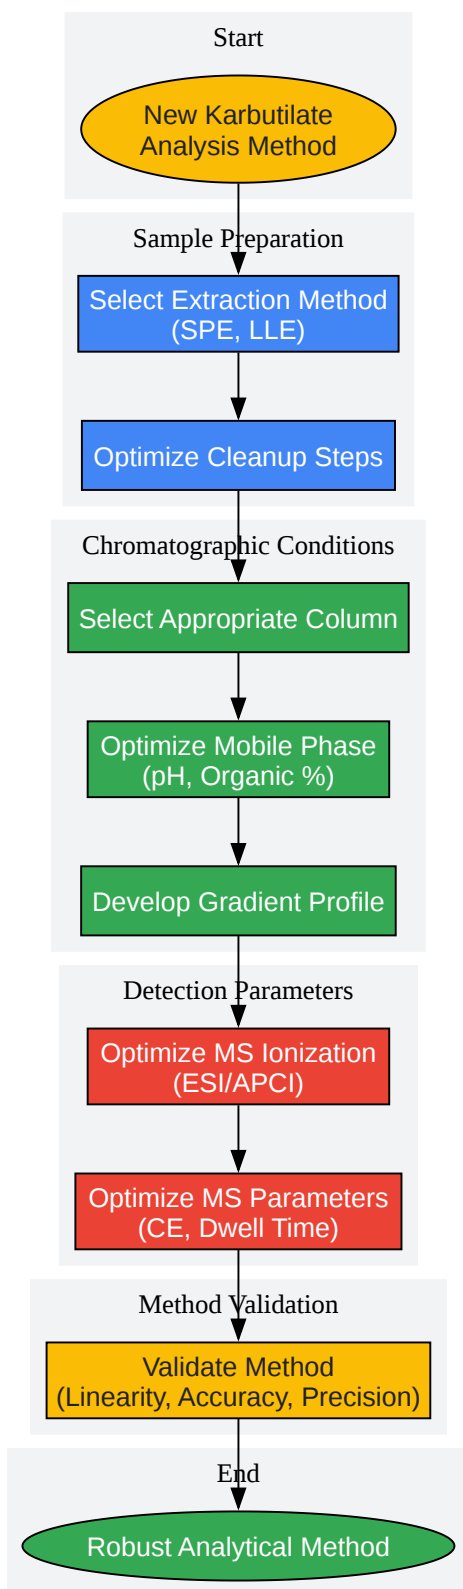 Start
New Karbutilate
Analysis Method
Sample Preparation
Select Extraction Method
(SPE, LLE)
Optimize Cleanup Steps
Chromatographic Conditions
Select Appropriate Column
Optimize Mobile Phase
(pH, Organic %)
Develop Gradient Profile
Detection Parameters
Optimize MS Ionization
(ESI/APCI)
Optimize MS Parameters
(CE, Dwell Time)
Method Validation
Validate Method
(Linearity, Accuracy, Precision)
End
Robust Analytical Method